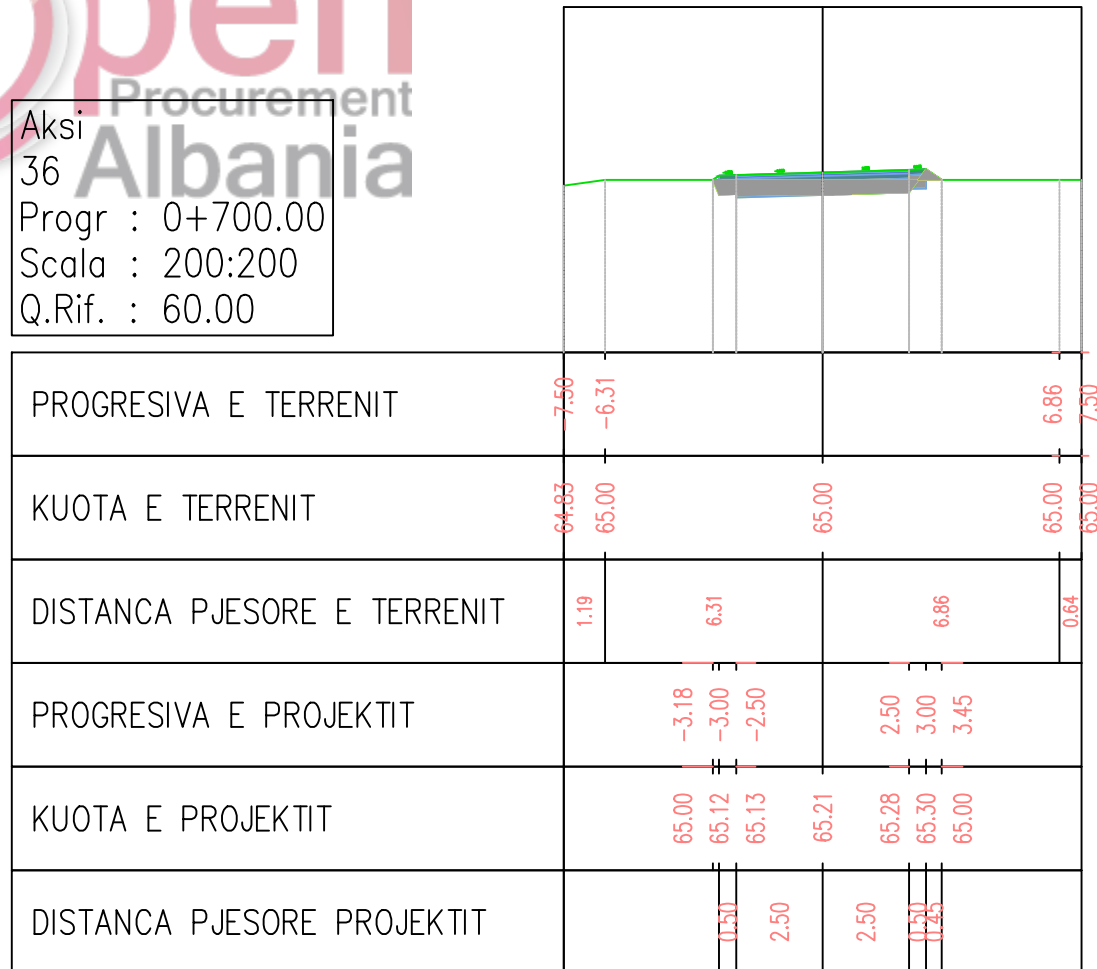 pen
Procurement
Albania
Aksi
36
Progr : 0+700.00
Scala : 200:200
Q.Rif. : 60.00
PROGRESIVA E TERRENIT -7.50 -6.31 6.86 7.50
KUOTA E TERRENIT 64.83 65.00 65.00 65.00 65.00
DISTANCA PJESORE E TERRENIT 1.19 6.31 6.86 0.64
PROGRESIVA E PROJEKTIT -3.18 -3.00 -2.50 2.50 3.00 3.45
KUOTA E PROJEKTIT 65.00 65.12 65.13 65.21 65.28 65.30 65.00
DISTANCA PJESORE PROJEKTIT 0.50 2.50 2.50 0.50 0.45